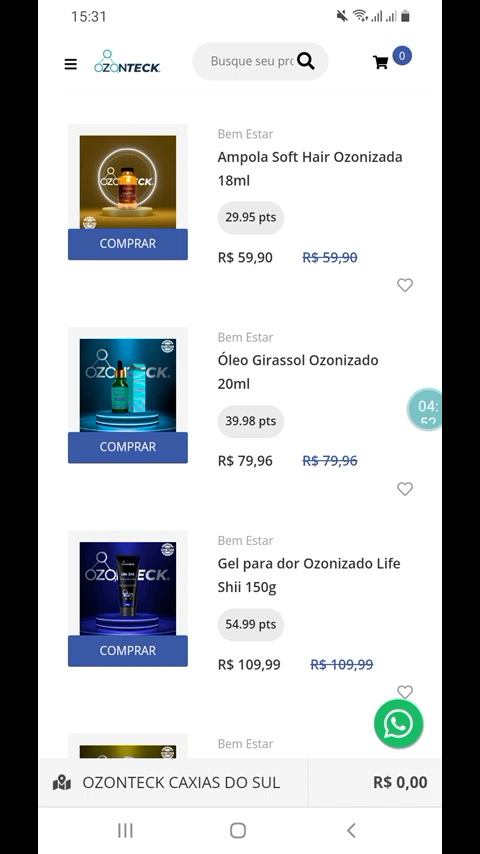 15:31
OZONTECK
Busque seu pro
0
Bem Estar
Ampola Soft Hair Ozonizada
18ml
29.95 pts
OZONTECK
COMPRAR
R$ 59,90 R$ 59,90
Bem Estar
Óleo Girassol Ozonizado
20ml
39.98 pts
COMPRAR
R$ 79,96 R$ 79,96
04:
52
Bem Estar
Gel para dor Ozonizado Life
Shii 150g
54.99 pts
COMPRAR
R$ 109,99 R$ 109,99
Bem Estar
OZONTECK CAXIAS DO SUL R$ 0,00